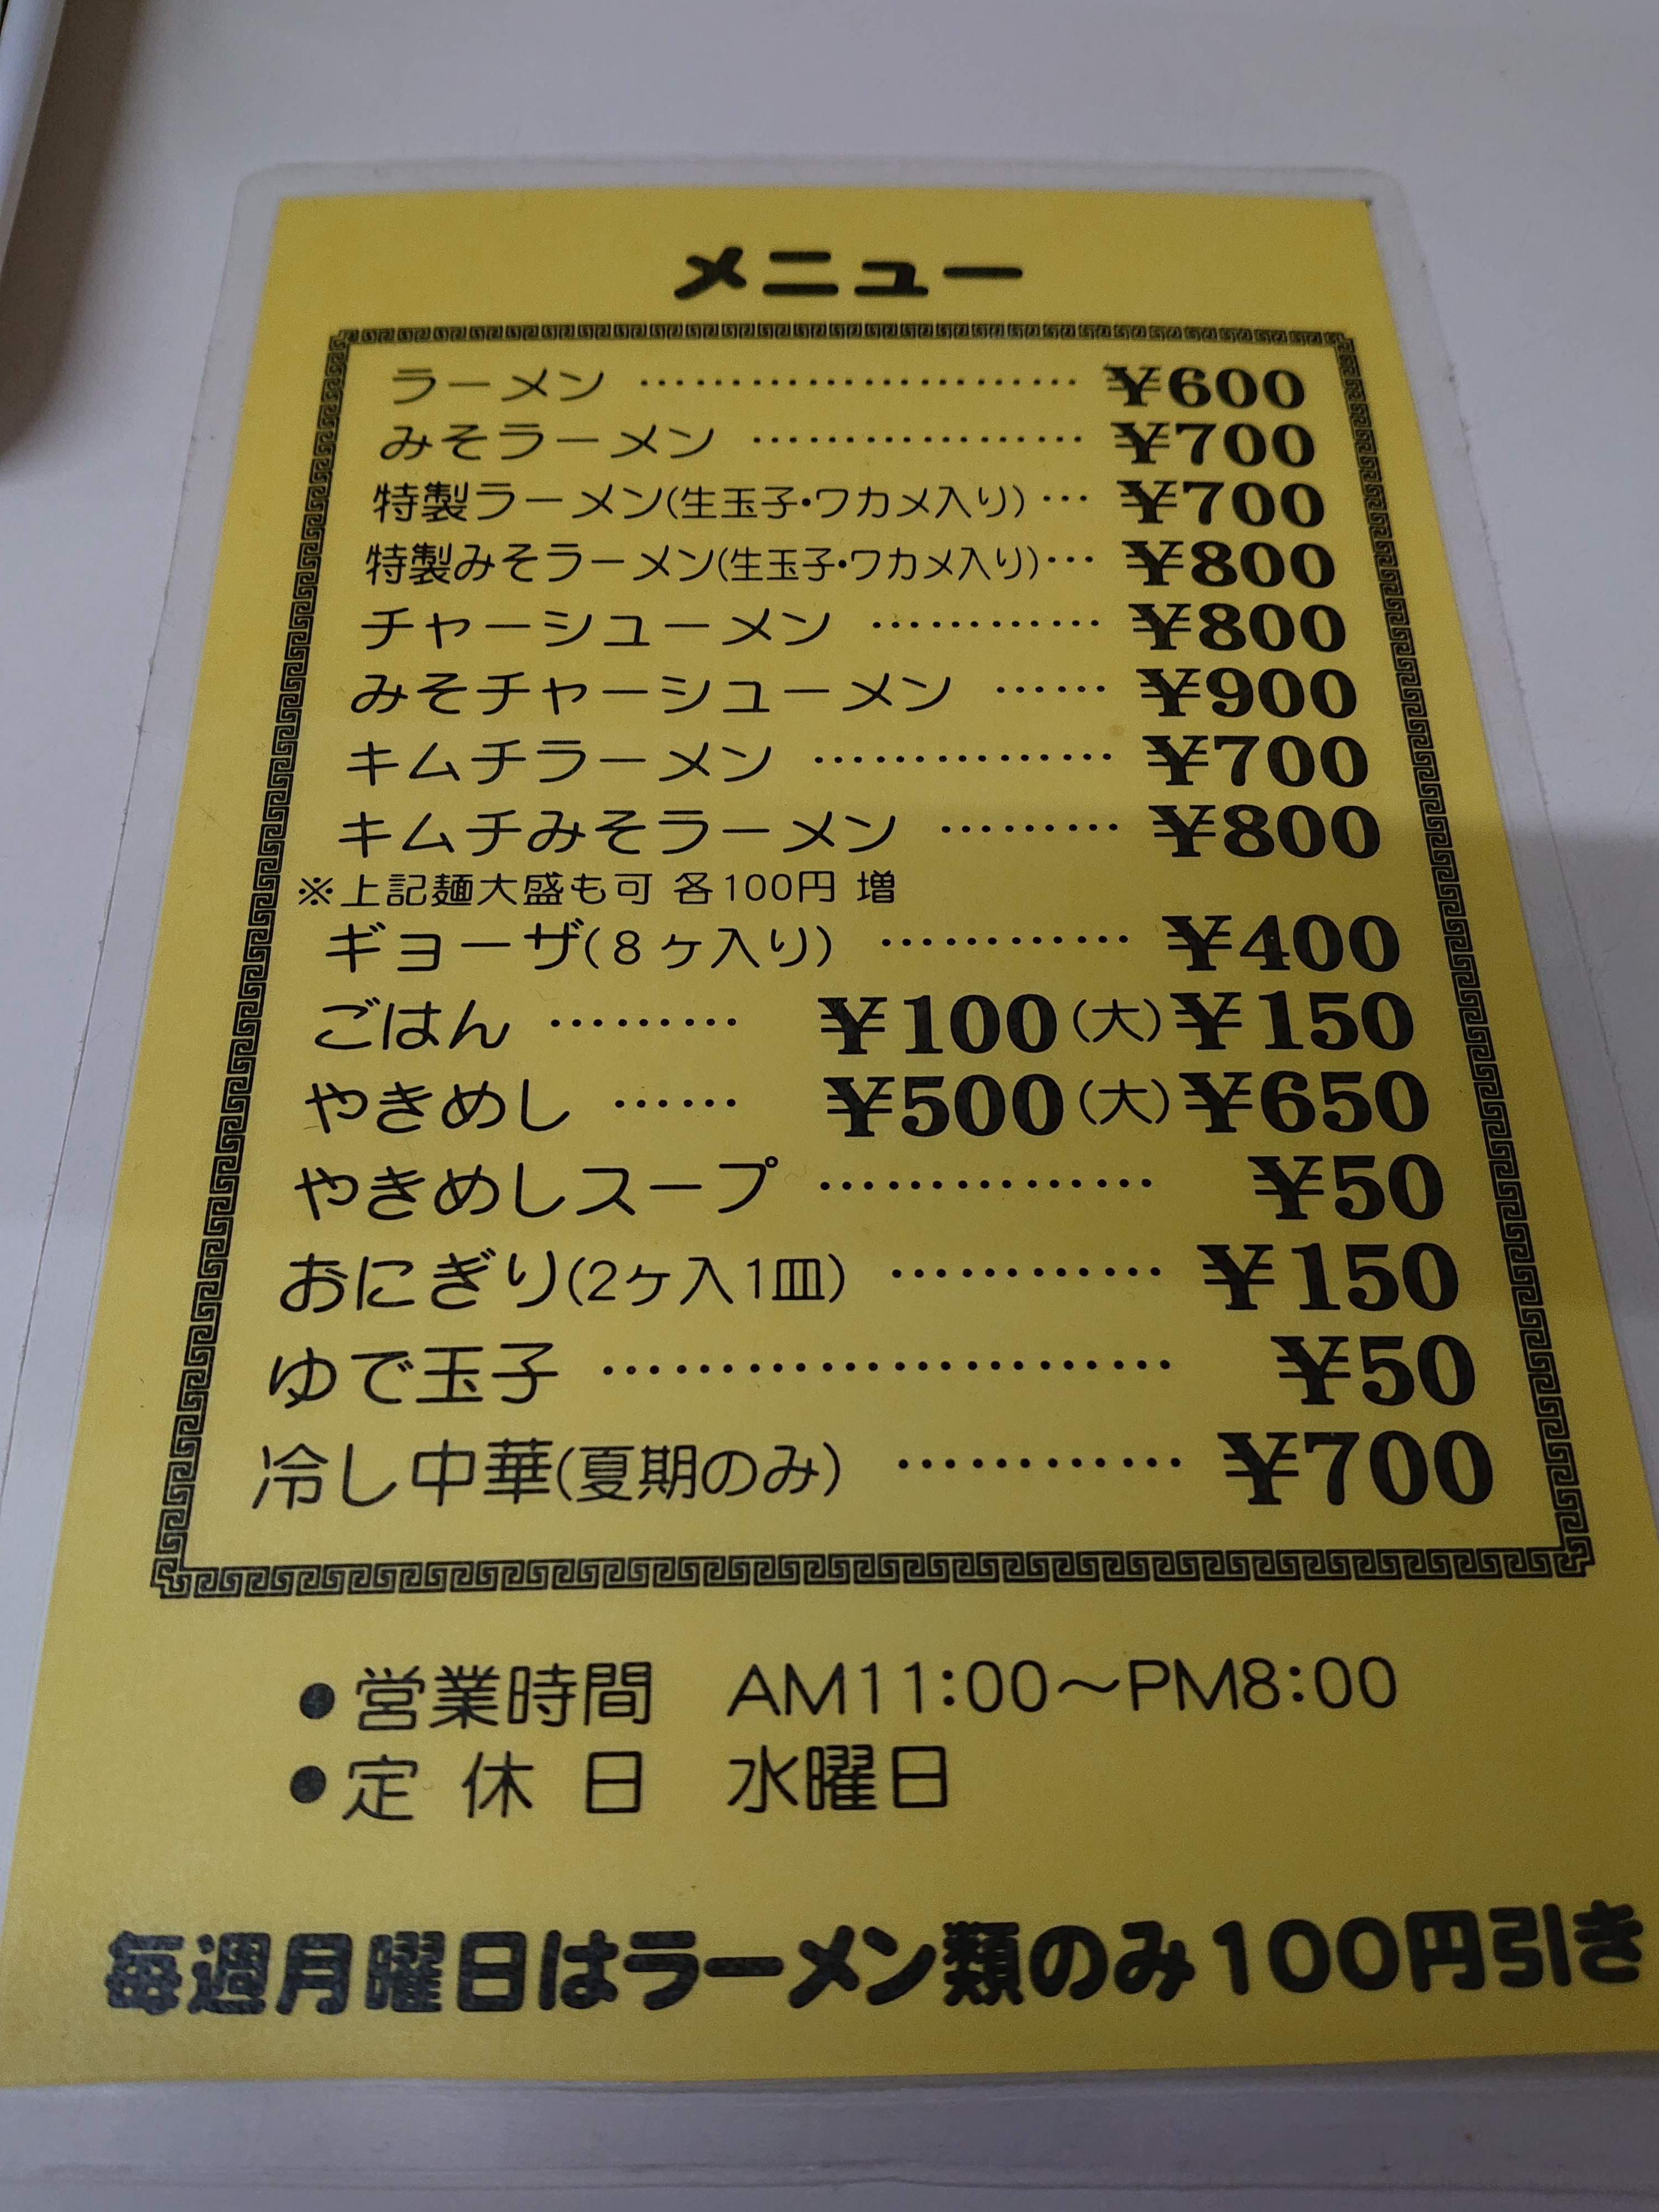 メニュー
ラーメン ……………………… ¥600
みそラーメン ………………… ¥700
特製ラーメン(生玉子・ワカメ入り) … ¥700
特製みそラーメン(生玉子・ワカメ入り)… ¥800
チャーシューメン ………… ¥800
みそチャーシューメン …… ¥900
キムチラーメン …………… ¥700
キムチみそラーメン ……… ¥800
※上記麺大盛も可 各100円 増
ギョーザ(8ヶ入り) ………… ¥400
ごはん ……… ¥100(大)¥150
やきめし …… ¥500(大)¥650
やきめしスープ …………… ¥50
おにぎり(2ヶ入1皿) ………… ¥150
ゆで玉子 …………………… ¥50
冷し中華(夏期のみ) ………… ¥700
●営業時間 AM11:00〜PM8:00
●定休日 水曜日
毎週月曜日はラーメン類のみ100円引き